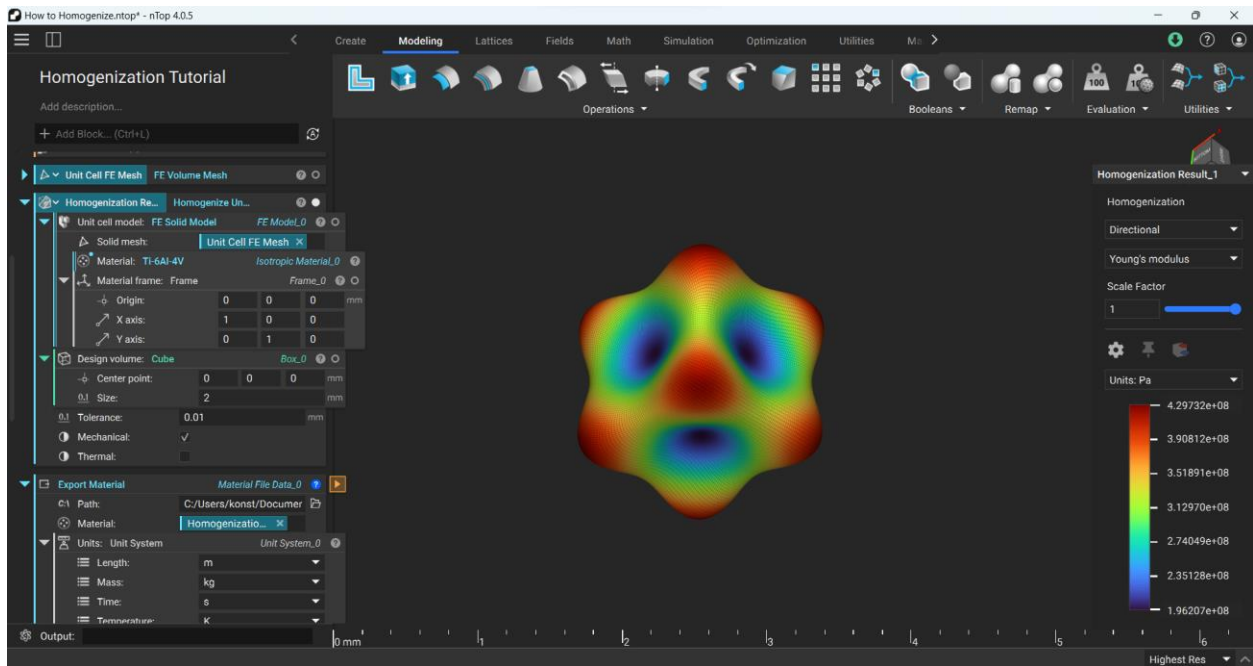 How to Homogenize.ntop* - nTop 4.0.5
Create Modeling Lattices Fields Math Simulation Optimization Utilities
Homogenization Tutorial
Add description...
+ Add Block... (Ctrl+L)
Operations Booleans Remap Evaluation Utilities
100
Unit Cell FE Mesh FE Volume Mesh
Homogenization Re... Homogenize Un...
Unit cell model: FE Solid Model FE Model_0
Solid mesh: Unit Cell FE Mesh
Material: Ti-6Al-4V Isotropic Material_0
Material frame: Frame Frame_0
Origin: 0 0 0 mm
X axis: 1 0 0
Y axis: 0 1 0
Design volume: Cube Box_0
Center point: 0 0 0 mm
0.1 Size: 2 mm
0.1 Tolerance: 0.01 mm
Mechanical:
Thermal:
Export Material Material File Data_0
C:\ Path: C:/Users/konst/Documer
Material: Homogenizatio...
Units: Unit System Unit System_0
Length: m
Mass: kg
Time: s
Temperature: K
Output:
Homogenization Result_1
Homogenization
Directional
Young's modulus
Scale Factor
1
Units: Pa
4.29732e+08
3.90812e+08
3.51891e+08
3.12970e+08
2.74049e+08
2.35128e+08
1.96207e+08
0 mm 1 2 3 4 5 6
Highest Res